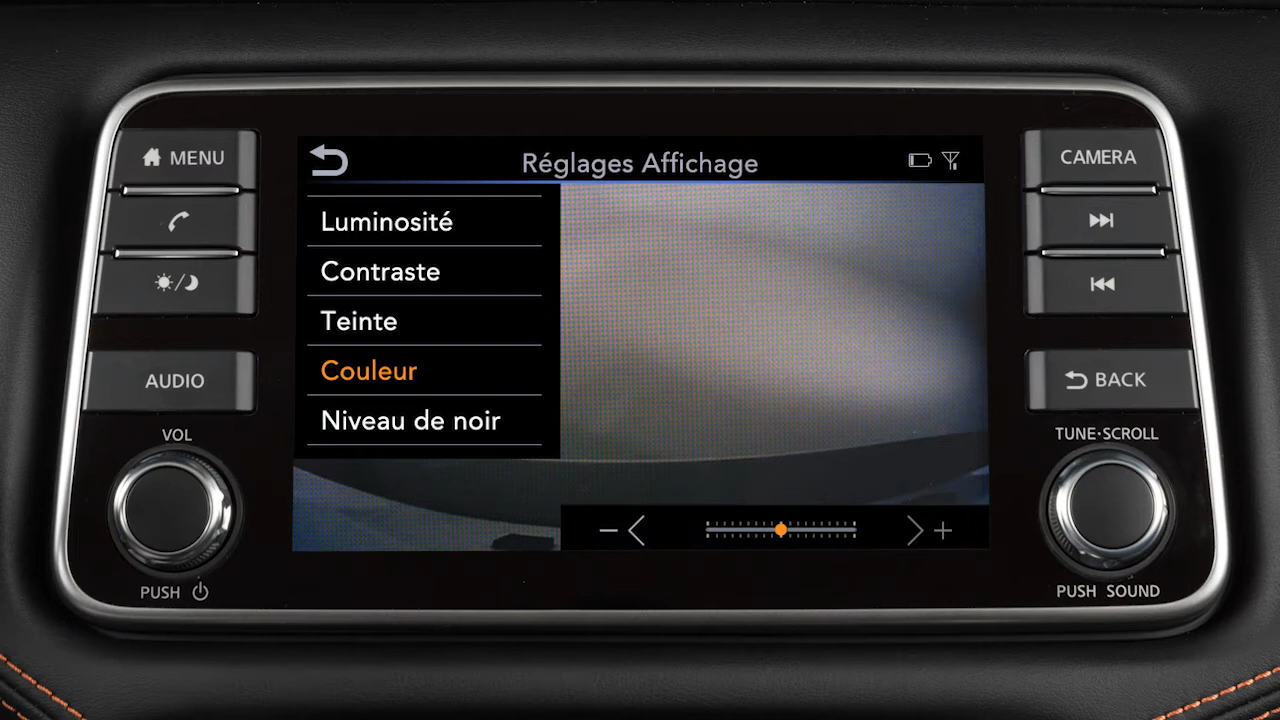 MENU
AUDIO
VOL
PUSH
Réglages Affichage
Luminosité
Contraste
Teinte
Couleur
Niveau de noir
CAMERA
BACK
TUNE·SCROLL
PUSH SOUND